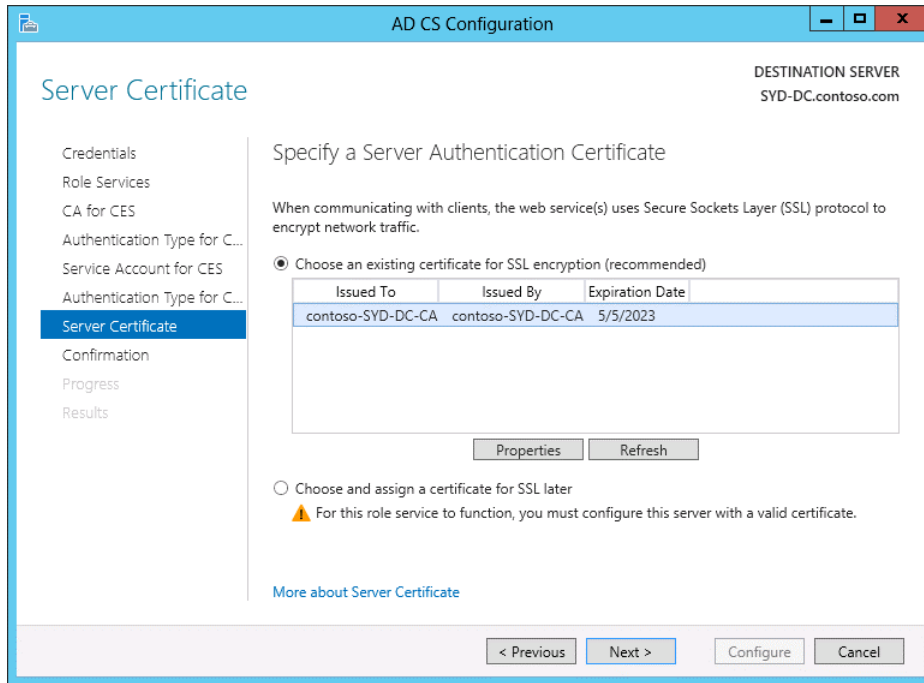 AD CS Configuration
Server Certificate
DESTINATION SERVER
SYD-DC.contoso.com
Credentials
Role Services
CA for CES
Authentication Type for C...
Service Account for CES
Authentication Type for C...
Server Certificate
Confirmation
Progress
Results
Specify a Server Authentication Certificate
When communicating with clients, the web service(s) uses Secure Sockets Layer (SSL) protocol to
encrypt network traffic.
Choose an existing certificate for SSL encryption (recommended)
Issued To Issued By Expiration Date
contoso-SYD-DC-CA contoso-SYD-DC-CA 5/5/2023
Properties Refresh
Choose and assign a certificate for SSL later
For this role service to function, you must configure this server with a valid certificate.
More about Server Certificate
< Previous Next > Configure Cancel